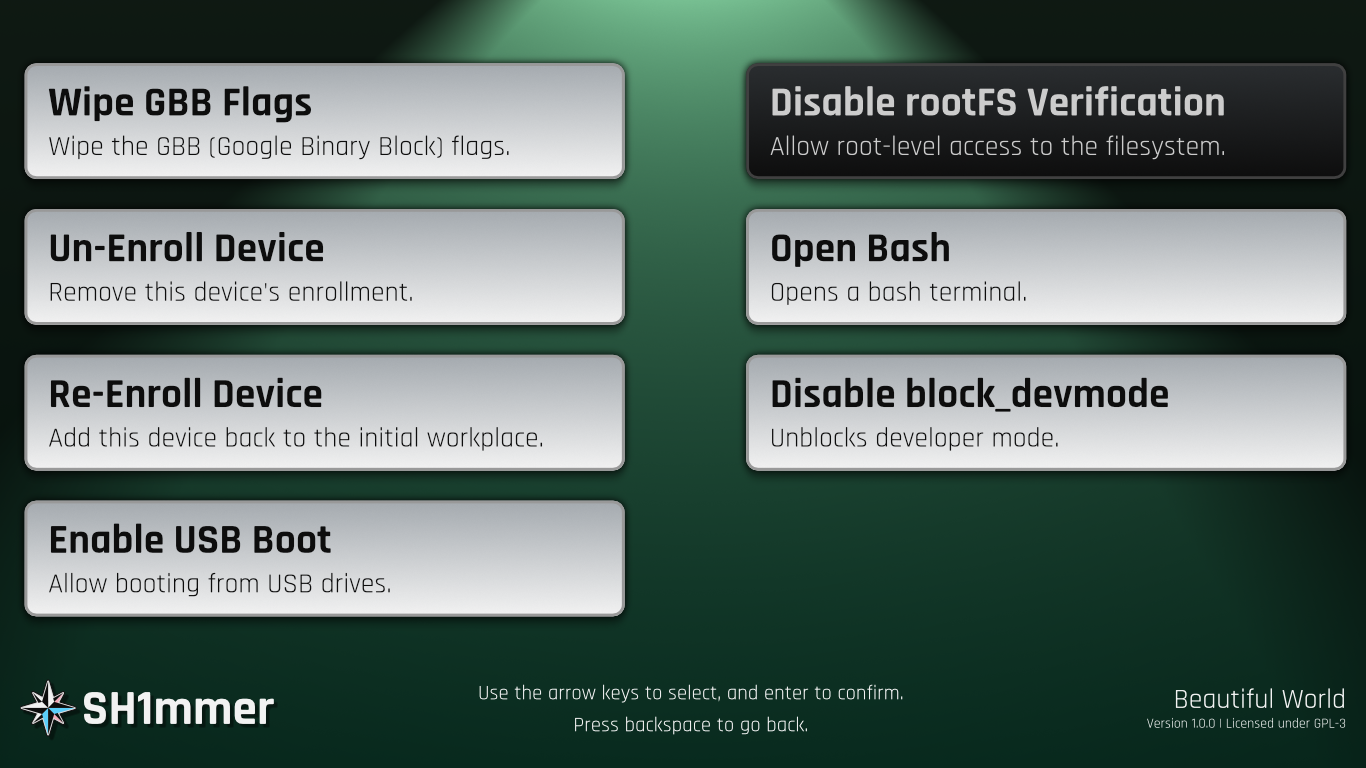 Wipe GBB Flags
Wipe the GBB (Google Binary Block) flags.
Un-Enroll Device
Remove this device's enrollment.
Re-Enroll Device
Add this device back to the initial workplace.
Enable USB Boot
Allow booting from USB drives.
Disable rootFS Verification
Allow root-level access to the filesystem.
Open Bash
Opens a bash terminal.
Disable block_devmode
Unblocks developer mode.
SH1mmer
Use the arrow keys to select, and enter to confirm.
Press backspace to go back.
Beautiful World
Version 1.0.0 | Licensed under GPL-3